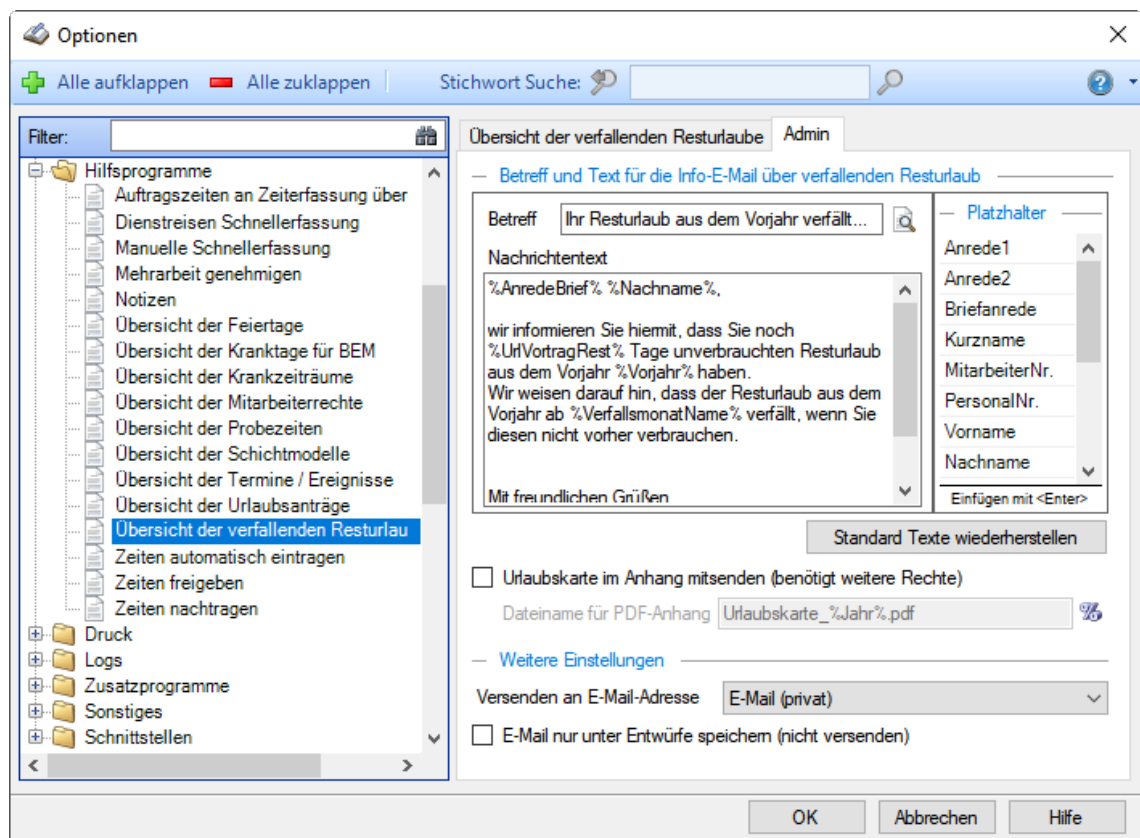 Optionen
Alle aufklappen
Alle zuklappen
Stichwort Suche:
Filter:
Hilfsprogramme
Auftragszeiten an Zeiterfassung über
Dienstreisen Schnellerfassung
Manuelle Schnellerfassung
Mehrarbeit genehmigen
Notizen
Übersicht der Feiertage
Übersicht der Kranktage für BEM
Übersicht der Krankzeiträume
Übersicht der Mitarbeiterrechte
Übersicht der Probezeiten
Übersicht der Schichtmodelle
Übersicht der Termine / Ereignisse
Übersicht der Urlaubsanträge
Übersicht der verfallenden Resturlau
Zeiten automatisch eintragen
Zeiten freigeben
Zeiten nachtragen
Druck
Logs
Zusatzprogramme
Sonstiges
Schnittstellen
Übersicht der verfallenden Resturlaube
Admin
Betreff und Text für die Info-E-Mail über verfallenden Resturlaub
Betreff
Ihr Resturlaub aus dem Vorjahr verfällt...
Nachrichtentext
%AnredeBrief% %Nachname%,
wir informieren Sie hiermit, dass Sie noch
%UrlVortragRest% Tage unverbrauchten Resturlaub
aus dem Vorjahr %Vorjahr% haben.
Wir weisen darauf hin, dass der Resturlaub aus dem
Vorjahr ab %VerfallsmonatName% verfällt, wenn Sie
diesen nicht vorher verbrauchen.
Mit freundlichen Grüßen
Platzhalter
Anrede1
Anrede2
Briefanrede
Kurzname
MitarbeiterNr.
PersonalNr.
Vorname
Nachname
Einfügen mit <Enter>
Standard Texte wiederherstellen
Urlaubskarte im Anhang mitsenden (benötigt weitere Rechte)
Dateiname für PDF-Anhang
Urlaubskarte_%Jahr%.pdf
Weitere Einstellungen
Versenden an E-Mail-Adresse
E-Mail (privat)
E-Mail nur unter Entwürfe speichern (nicht versenden)
OK
Abbrechen
Hilfe